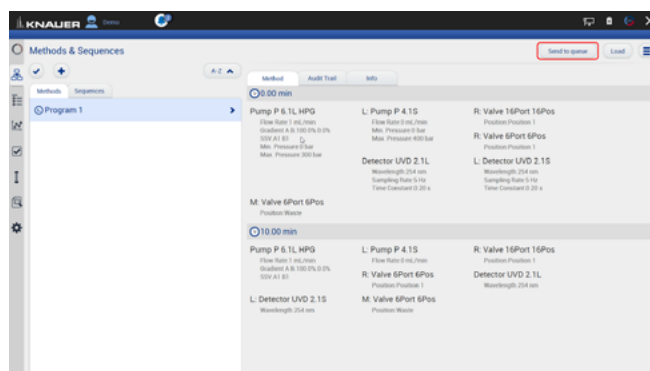 KNAUER Demo
Methods & Sequences
Send to queue
Load
A-Z
Methods
Sequences
Program 1
Method
Audit Trail
Info
0.00 min
Pump P 6.1L HPG
Flow Rate:1 mL/min
Gradient A:B:100.0%:0.0%
SSV:A1 B1
Min. Pressure:0 bar
Max. Pressure:300 bar
L: Pump P 4.1S
Flow Rate:0 mL/min
Min. Pressure:0 bar
Max. Pressure:400 bar
R: Valve 16Port 16Pos
Position:Position 1
R: Valve 6Port 6Pos
Position:Position 1
Detector UVD 2.1L
Wavelength:254 nm
Sampling Rate:5 Hz
Time Constant:0.20 s
L: Detector UVD 2.1S
Wavelength:254 nm
Sampling Rate:5 Hz
Time Constant:0.20 s
M: Valve 6Port 6Pos
Position:Waste
10.00 min
Pump P 6.1L HPG
Flow Rate:1 mL/min
Gradient A:B:100.0%:0.0%
SSV:A1 B1
L: Pump P 4.1S
Flow Rate:0 mL/min
R: Valve 16Port 16Pos
Position:Position 1
R: Valve 6Port 6Pos
Position:Position 1
Detector UVD 2.1L
Wavelength:254 nm
L: Detector UVD 2.1S
Wavelength:254 nm
M: Valve 6Port 6Pos
Position:Waste